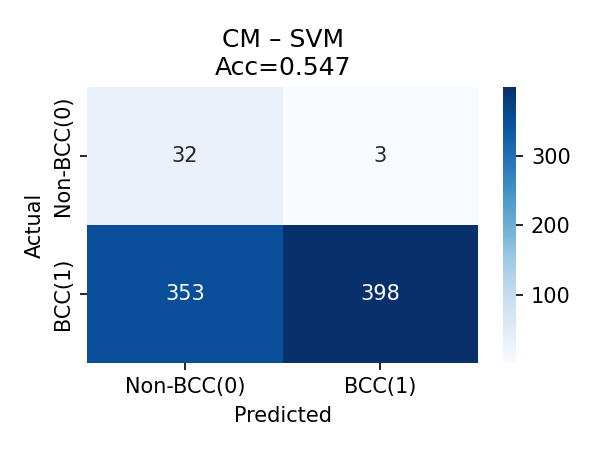 CM – SVM
Acc=0.547
Actual
Non-BCC(0)
32
3
300
200
100
BCC(1)
353
398
Non-BCC(0)
BCC(1)
Predicted